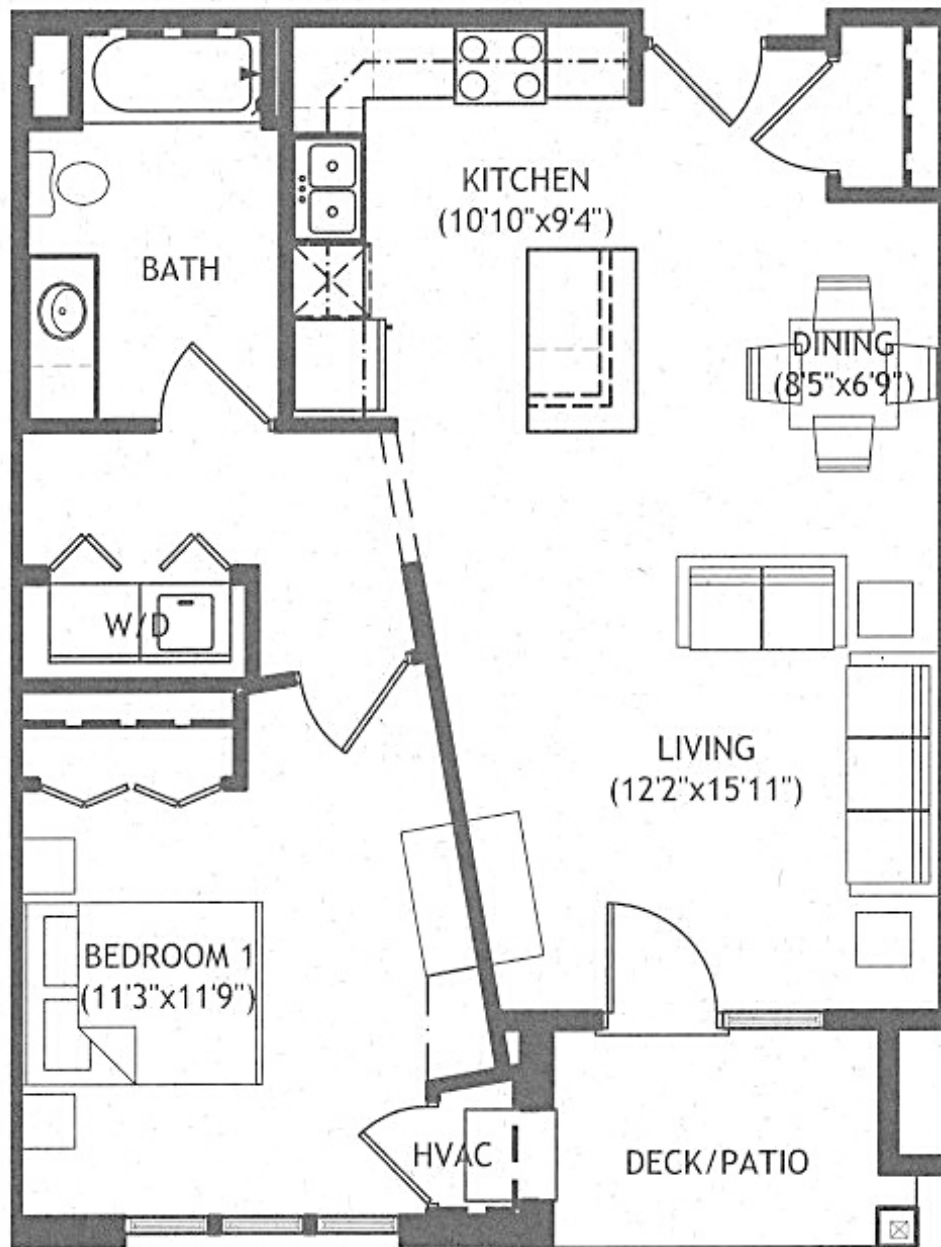 KITCHEN
(10'10"x9'4")
BATH
DINING
(8'5"x6'9")
W/D
LIVING
(12'2"x15'11")
BEDROOM 1
(11'3"x11'9")
HVAC
DECK/PATIO